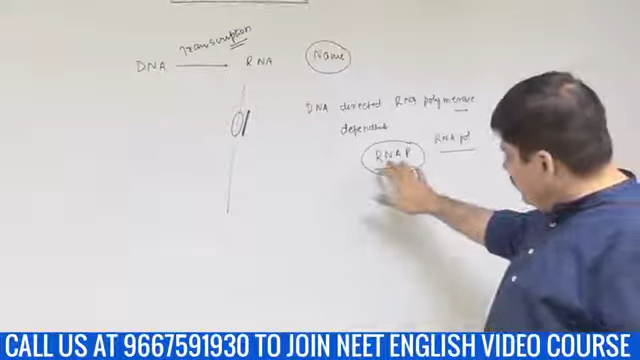 Transcription
DNA → RNA Name
DNA directed RNA polymerase
dependent
RNA pol
RNAP
CALL US AT 9667591930 TO JOIN NEET ENGLISH VIDEO COURSE